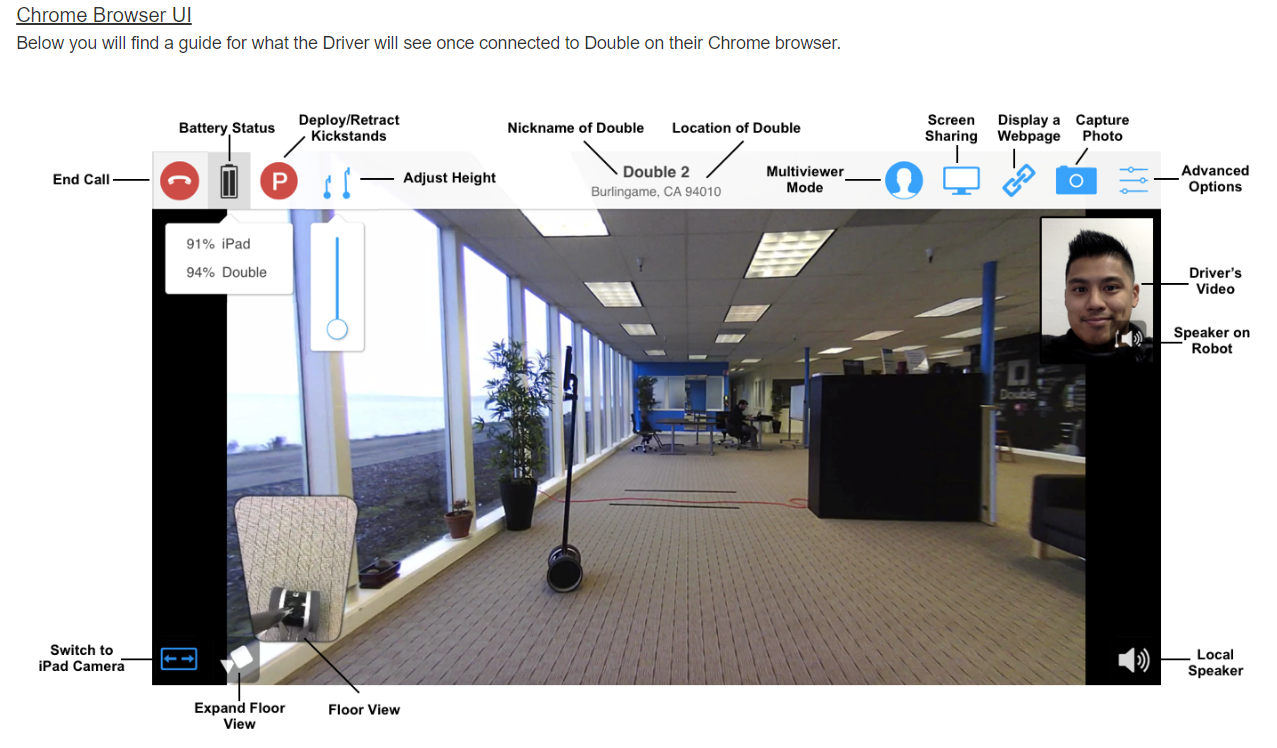 Chrome Browser UI
Below you will find a guide for what the Driver will see once connected to Double on their Chrome browser.
Battery Status
Deploy/Retract
Kickstands
Nickname of Double
Location of Double
Screen
Sharing
Display a
Webpage
Capture
Photo
End Call
P
Adjust Height
Double 2
Burlingame, CA 94010
Multiviewer
Mode
Advanced
Options
91% iPad
94% Double
Driver's
Video
Speaker on
Robot
Double
Switch to
iPad Camera
Local
Speaker
Expand Floor
View
Floor View